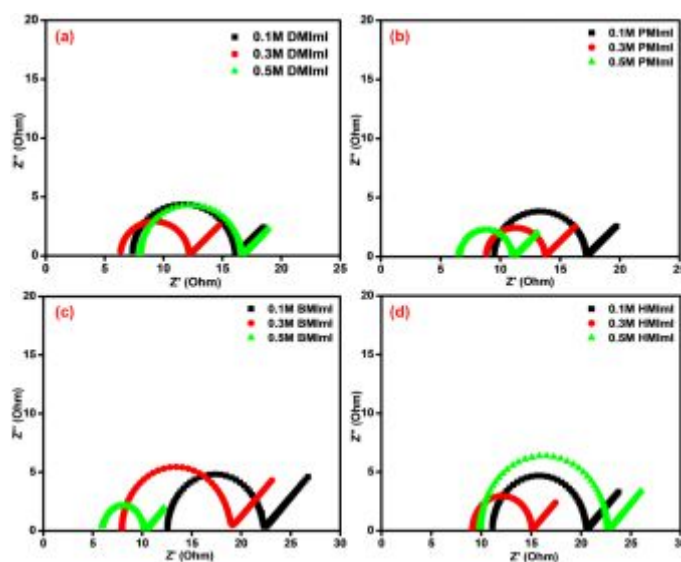 (a)
0.1M DMImI
0.3M DMImI
0.5M DMImI
Z'' (Ohm)
20
15
10
5
0
0 5 10 15 20 25
Z' (Ohm)
(b)
0.1M PMImI
0.3M PMImI
0.5M PMImI
Z'' (Ohm)
20
15
10
5
0
0 5 10 15 20 25
Z' (Ohm)
(c)
0.1M BMImI
0.3M BMImI
0.5M BMImI
Z'' (Ohm)
20
15
10
5
0
0 5 10 15 20 25 30
Z' (Ohm)
(d)
0.1M HMImI
0.3M HMImI
0.5M HMImI
Z'' (Ohm)
20
15
10
5
0
0 5 10 15 20 25 30
Z' (Ohm)